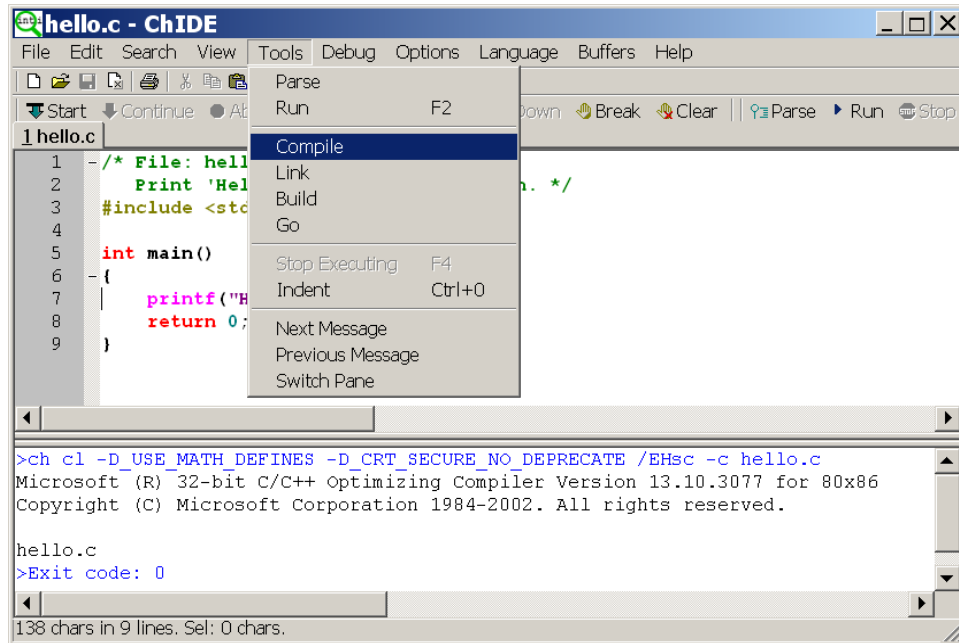 hello.c - ChIDE
File Edit Search View Tools Debug Options Language Buffers Help
Start Continue Break Clear Parse Run Stop
1 hello.c
Parse
Run F2
Compile
Link
Build
Go
Stop Executing F4
Indent Ctrl+0
Next Message
Previous Message
Switch Pane
1 /* File: 
2 Print */
3 #include
4
5 int main()
6 {
7 printf("H
8 return 0;
9 }
>ch cl -D_USE_MATH_DEFINES -D_CRT_SECURE_NO_DEPRECATE /EHsc -c hello.c
Microsoft (R) 32-bit C/C++ Optimizing Compiler Version 13.10.3077 for 80x86
Copyright (C) Microsoft Corporation 1984-2002. All rights reserved.
hello.c
>Exit code: 0
138 chars in 9 lines. Sel: 0 chars.